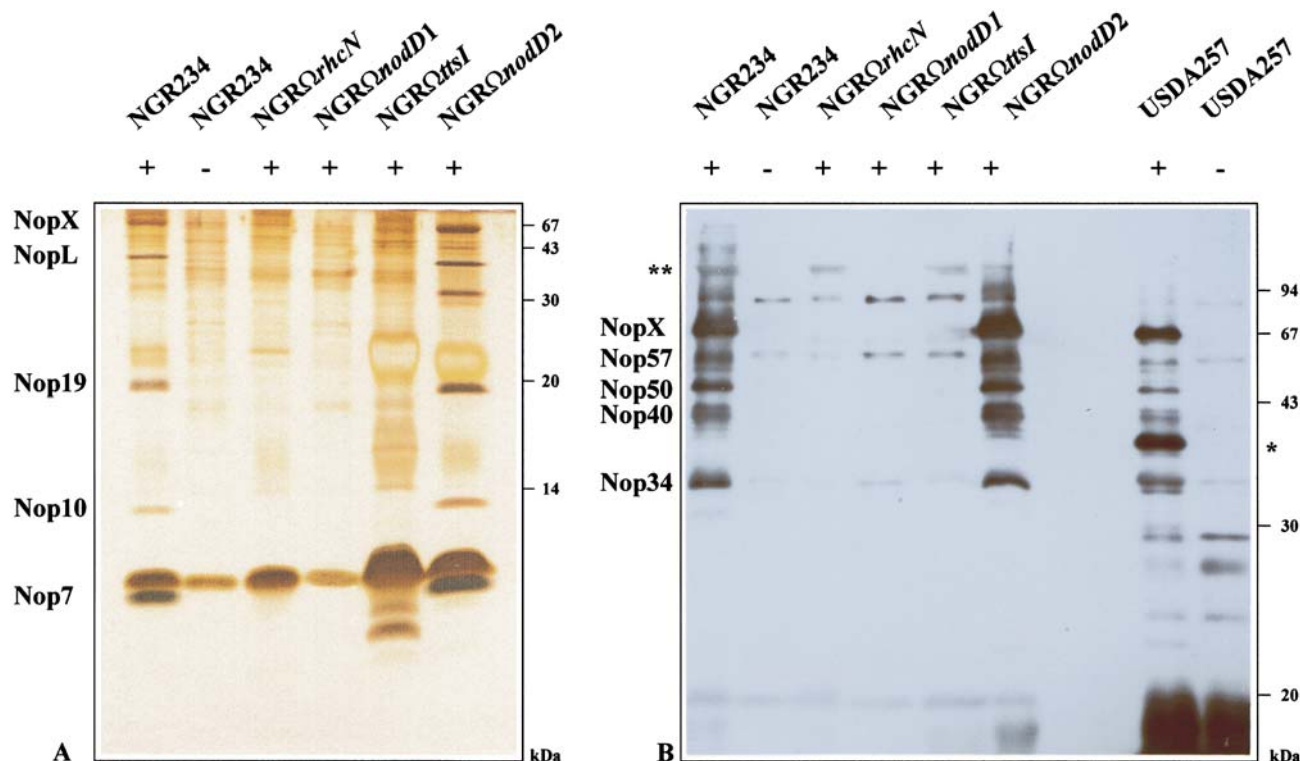 NGR234 NGR234 NGRΩrhcN NGRΩnodD1 NGRΩttsI NGRΩnodD2
+ - + + + +
NopX
NopL
Nop19
Nop10
Nop7
67
43
30
20
14
A
kDa
NGR234 NGR234 NGRΩrhcN NGRΩnodD1 NGRΩttsI NGRΩnodD2 USDA257 USDA257
+ - + + + + + -
**
NopX
Nop57
Nop50
Nop40
Nop34
94
67
43
*
30
20
B
kDa